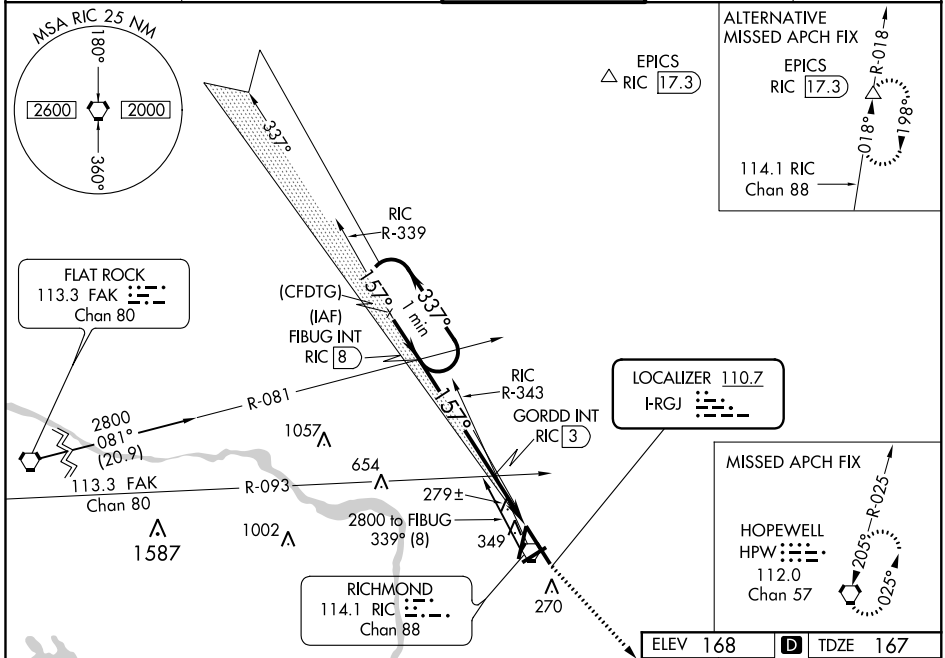 MSA RIC 25 NM
180°
2600
2000
360°
EPICS
RIC 17.3
ALTERNATIVE
MISSED APCH FIX
EPICS
RIC 17.3
R-018
018°
198°
114.1 RIC
Chan 88
337°
RIC
R-339
FLAT ROCK
113.3 FAK
Chan 80
(CFDTG)
(IAF)
FIBUG INT
RIC 8
157°
337°
1 min
RIC
R-343
157°
GORDD INT
RIC 3
LOCALIZER 110.7
I-RGJ
R-081
2800
081°
(20.9)
1057
113.3 FAK
Chan 80
R-093
654
279±
1587
1002
2800 to FIBUG
339° (8)
349
270
RICHMOND
114.1 RIC
Chan 88
MISSED APCH FIX
HOPEWELL
HPW
112.0
Chan 57
R-025
205°
025°
ELEV 168 D TDZE 167